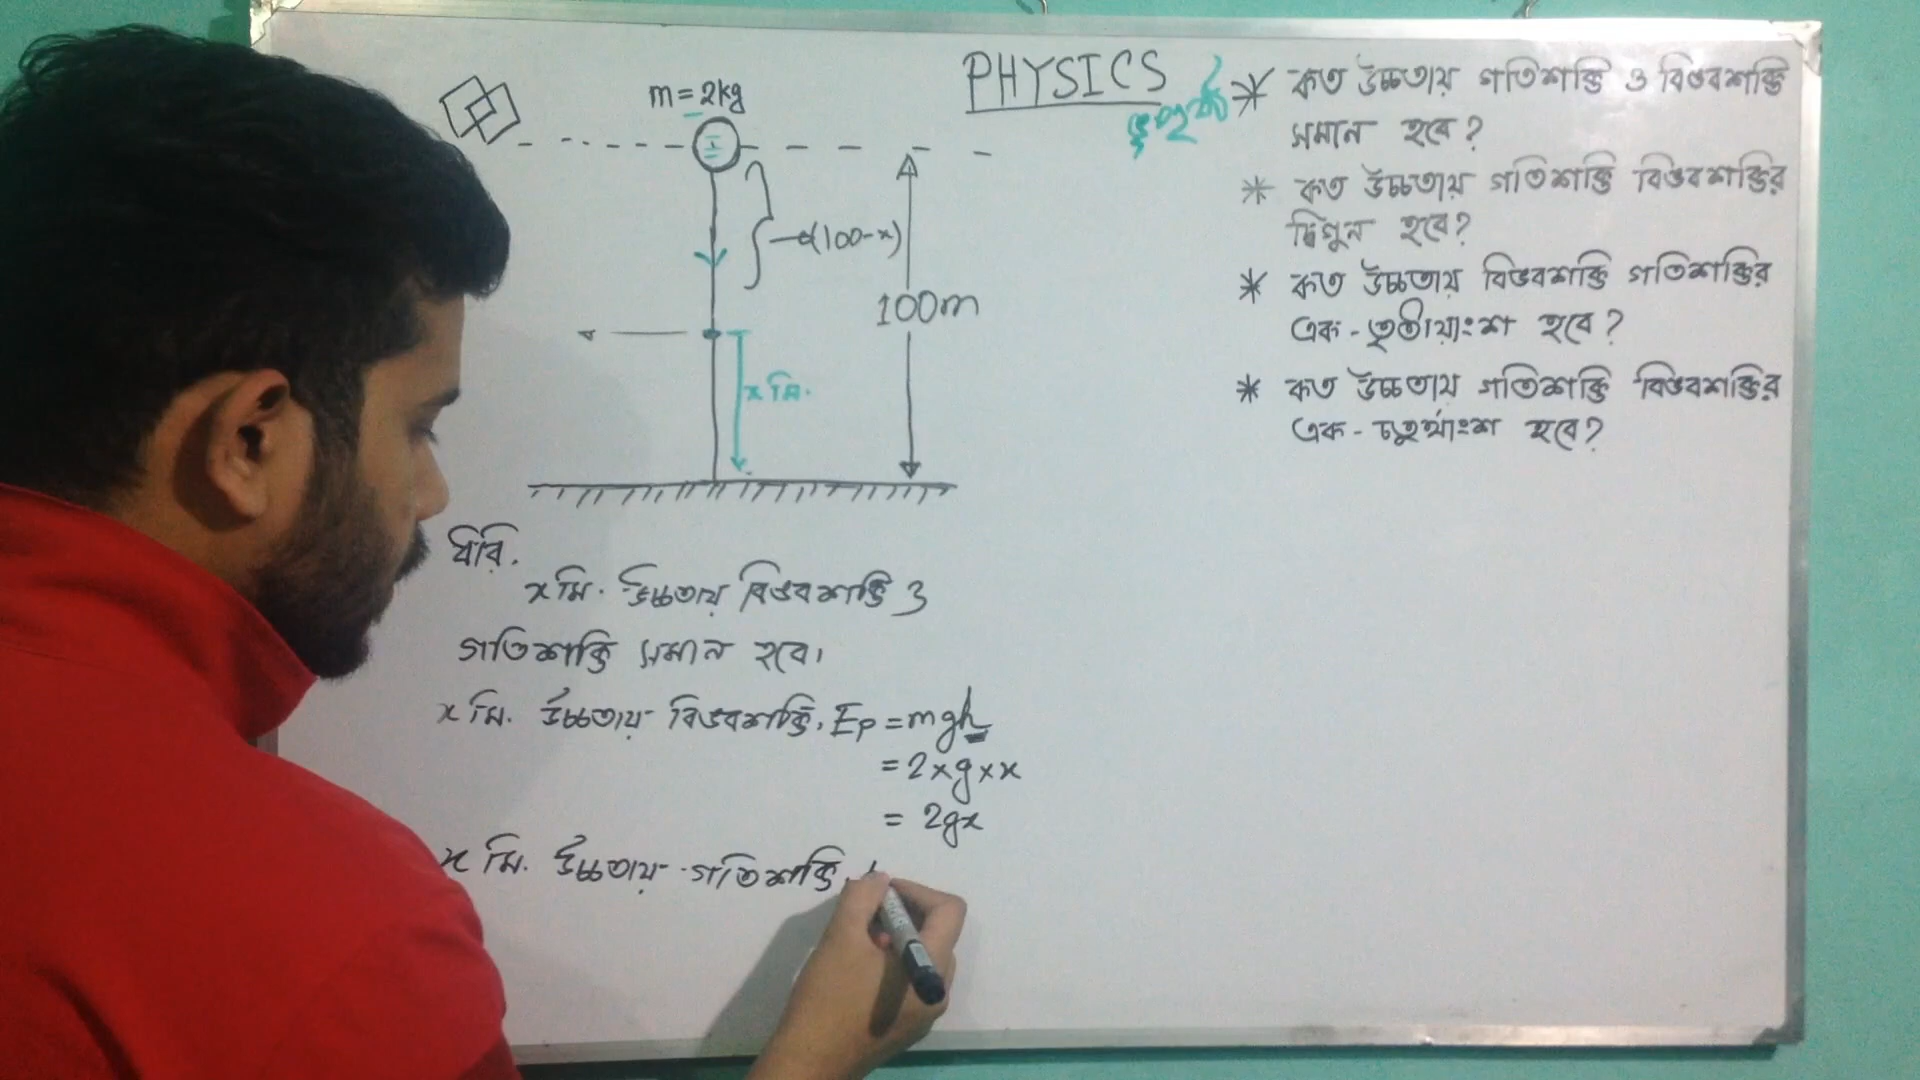 PHYSICS
m = 2kg
(100-x)
100m
x মি.
ধরি,
x মি. উচ্চতায় বিভবশক্তি ও
গতিশক্তি সমান হবে।
x মি. উচ্চতায় বিভবশক্তি, Ep = mgh
= 2×g×x
= 2gx
x মি. উচ্চতায় গতিশক্তি,
* কত উচ্চতায় গতিশক্তি ও বিভবশক্তি
সমান হবে?
* কত উচ্চতায় গতিশক্তি বিভবশক্তির
দ্বিগুন হবে?
* কত উচ্চতায় বিভবশক্তি গতিশক্তির
এক-তৃতীয়াংশ হবে?
* কত উচ্চতায় গতিশক্তি বিভবশক্তির
এক-চতুর্থাংশ হবে?